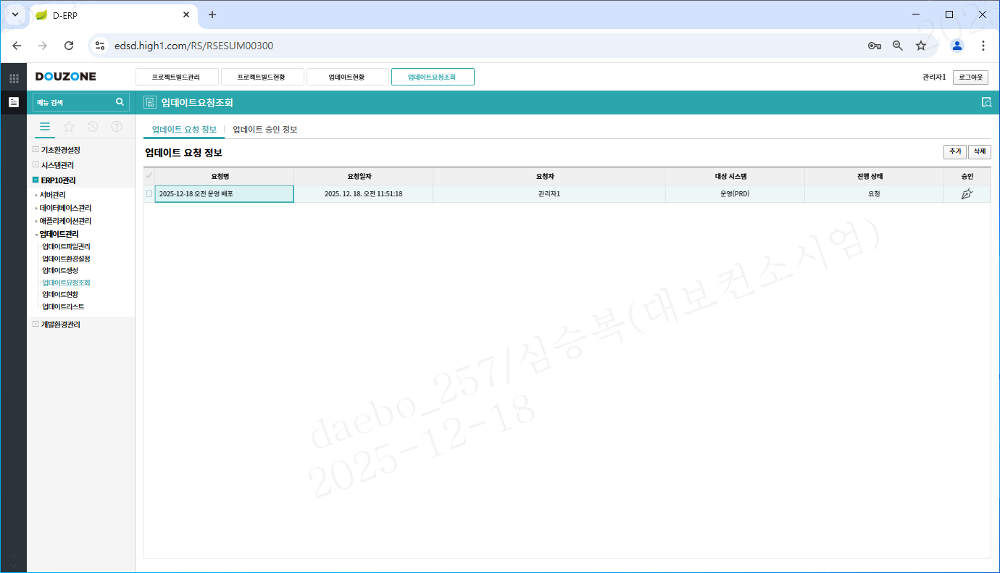 D-ERP
edsd.high1.com/RS/RSESUM00300
DOUZONE
프로젝트빌드관리
프로젝트빌드현황
업데이트현황
업데이트요청조회
관리자1
로그아웃
메뉴 검색
업데이트요청조회
업데이트 요청 정보
업데이트 승인 정보
업데이트 요청 정보
추가
삭제
기초환경설정
시스템관리
ERP10관리
서버관리
데이터베이스관리
애플리케이션관리
업데이트관리
업데이트파일관리
업데이트환경설정
업데이트생성
업데이트요청조회
업데이트현황
업데이트리스트
개발환경관리
요청명 요청일자 요청자 대상 시스템 진행 상태 승인
2025-12-18 오전 운영 배포 2025. 12. 18. 오전 11:51:18 관리자1 운영(PRD) 요청
daebo_257/심승복(대보컨소시엄)
2025-12-18